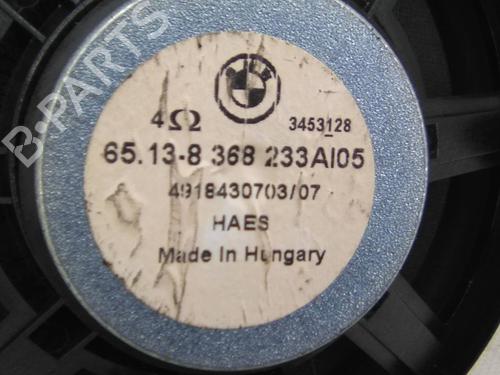 B-PARTS
4Ω 3453128
65.13-8 368 233AI05
4918430703/07
HAES
Made In Hungary